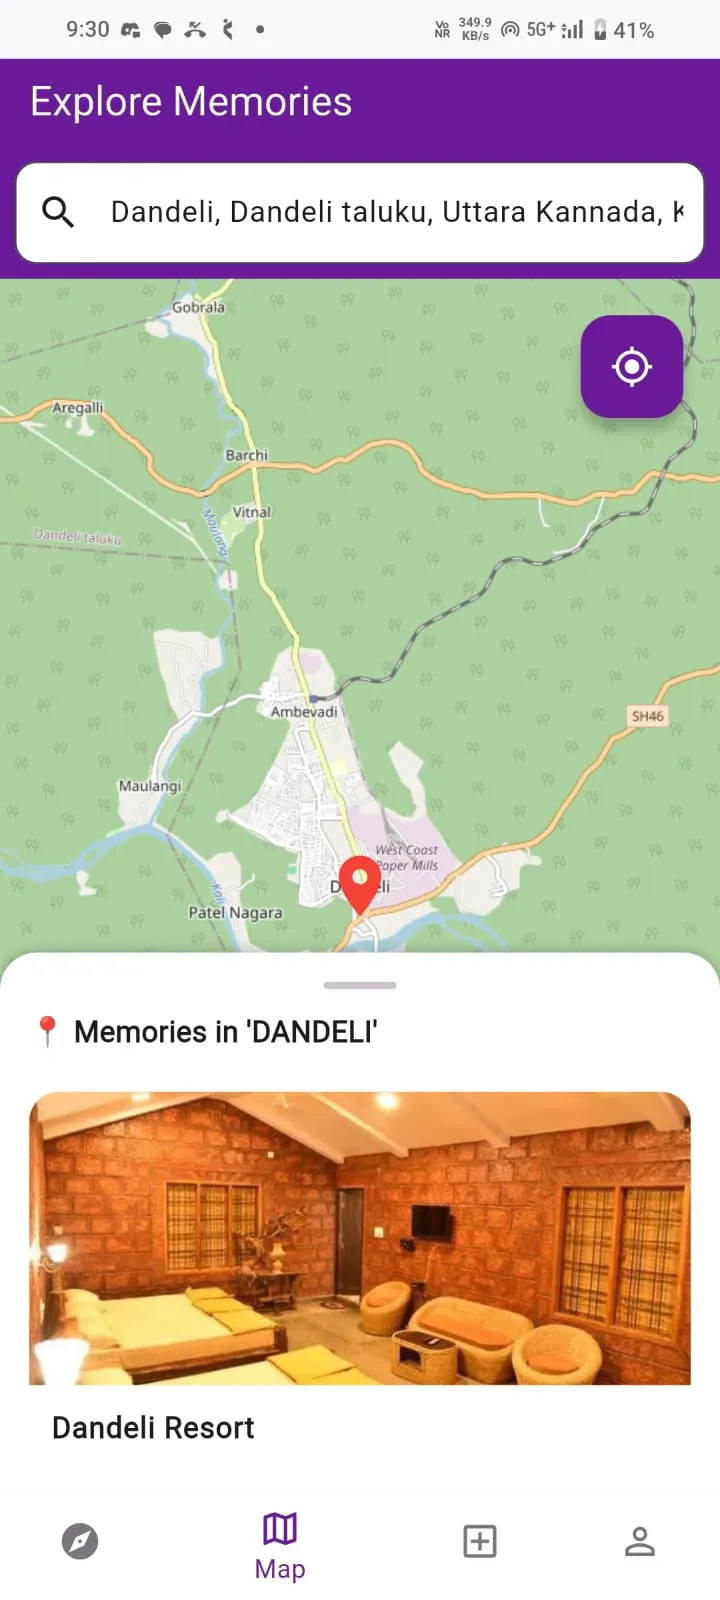 9:30
Vo
NR
349.9
KB/s
5G+
41%
Explore Memories
Dandeli, Dandeli taluku, Uttara Kannada, K
Gobrala
Aregalli
Barchi
Vitnal
Maulangi
Dandeli taluku
Ambevadi
SH46
Maulangi
West Coast
Paper Mills
Patel Nagara
Kali
Memories in 'DANDELI'
Dandeli Resort
Map